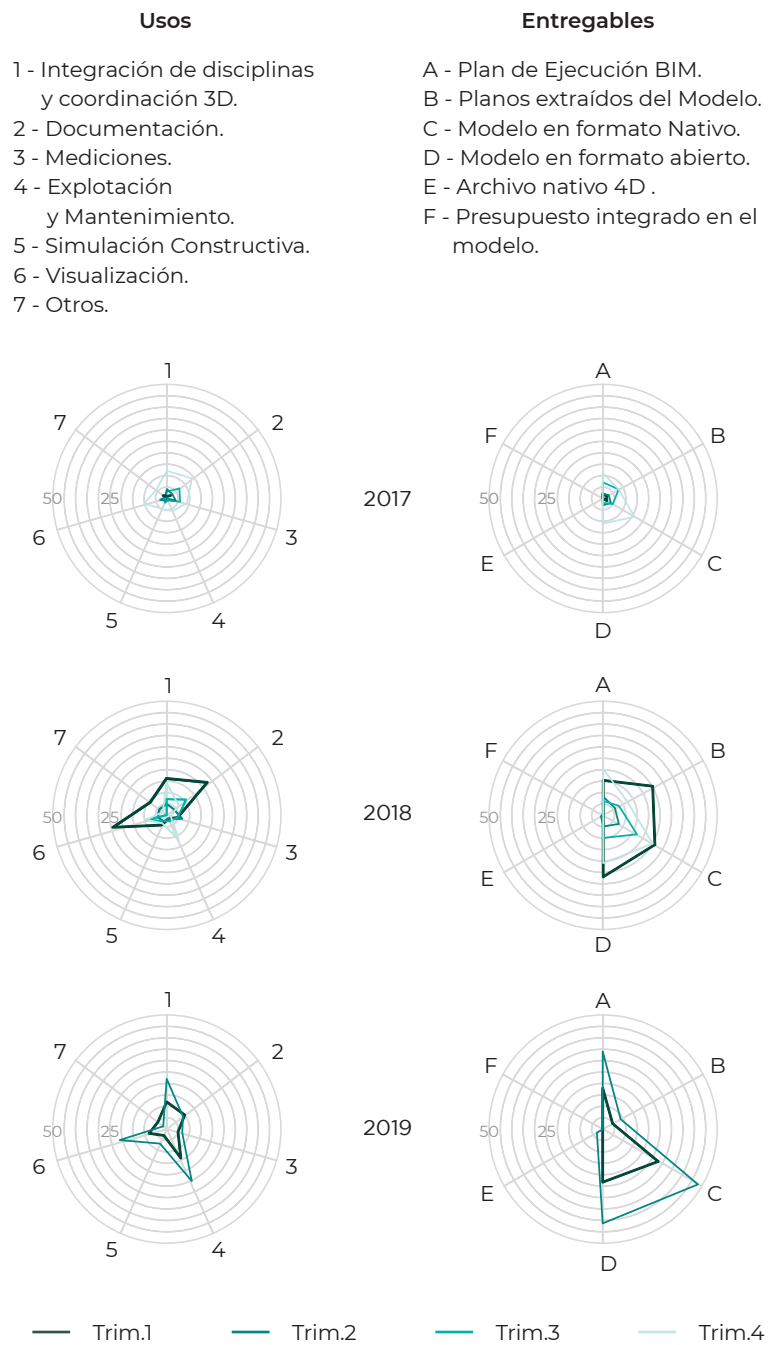 Usos
1 - Integración de disciplinas
y coordinación 3D.
2 - Documentación.
3 - Mediciones.
4 - Explotación
y Mantenimiento.
5 - Simulación Constructiva.
6 - Visualización.
7 - Otros.
Entregables
A - Plan de Ejecución BIM.
B - Planos extraídos del Modelo.
C - Modelo en formato Nativo.
D - Modelo en formato abierto.
E - Archivo nativo 4D .
F - Presupuesto integrado en el
modelo.
1
7
2
50
25
6
3
5
4
2017
A
F
B
50
25
E
C
D
1
7
2
50
25
6
3
5
4
2018
A
F
B
50
25
E
C
D
1
7
2
50
25
6
3
5
4
2019
A
F
B
50
25
E
C
D
Trim.1
Trim.2
Trim.3
Trim.4